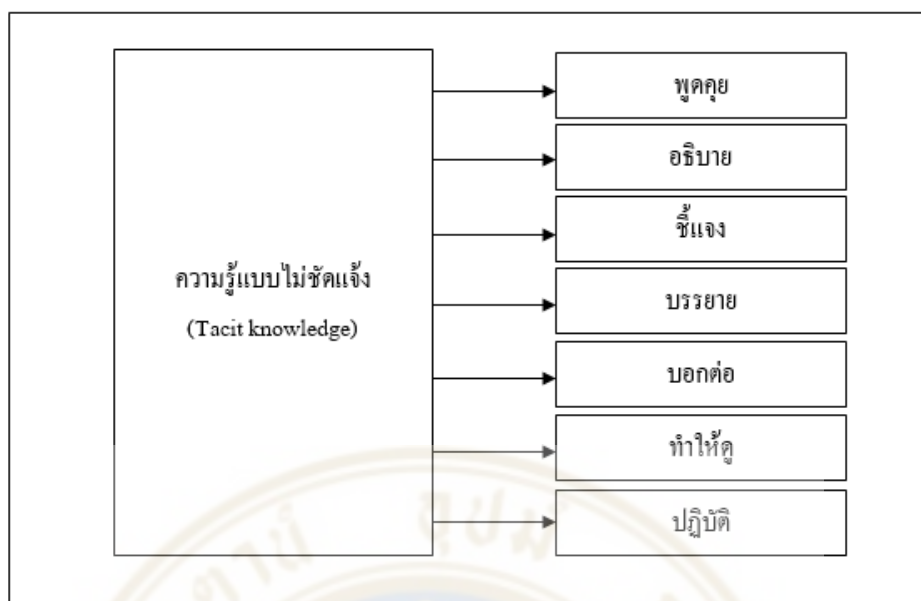 พูดคุย
อธิบาย
ชี้แจง
ความรู้แบบไม่ชัดแจ้ง
(Tacit knowledge)
บรรยาย
บอกต่อ
ทำให้ดู
ปฏิบัติ